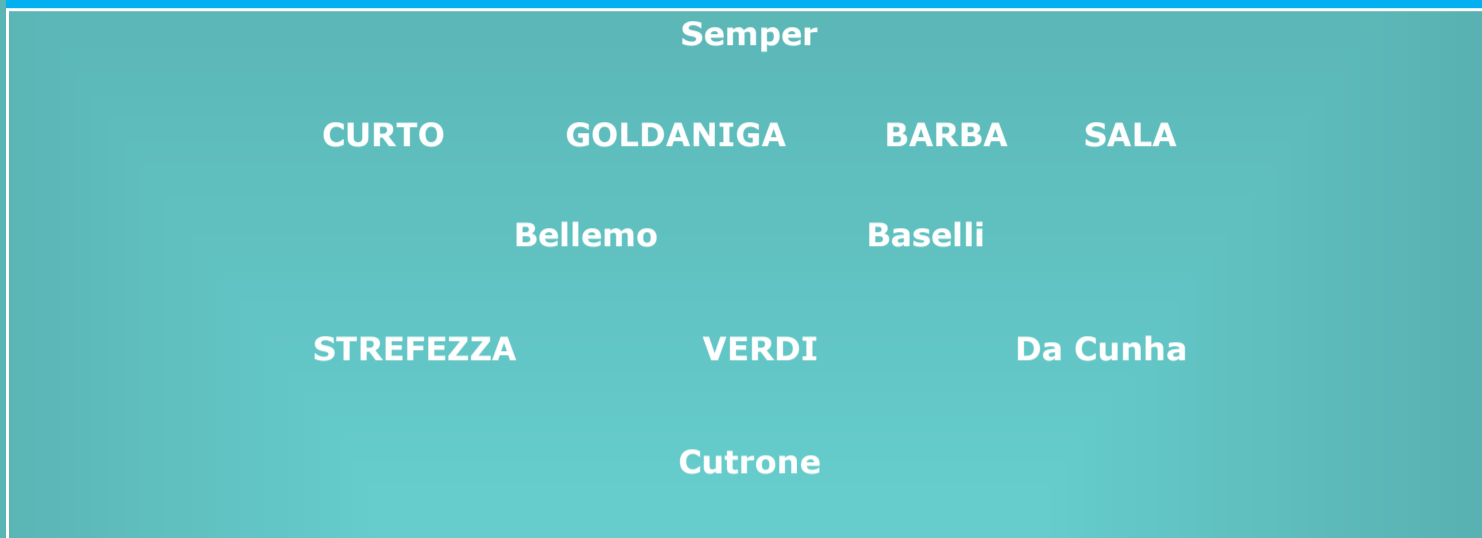 Semper
CURTO GOLDANIGA BARBA SALA
Bellemo Baselli
STREFEZZA VERDI Da Cunha
Cutrone